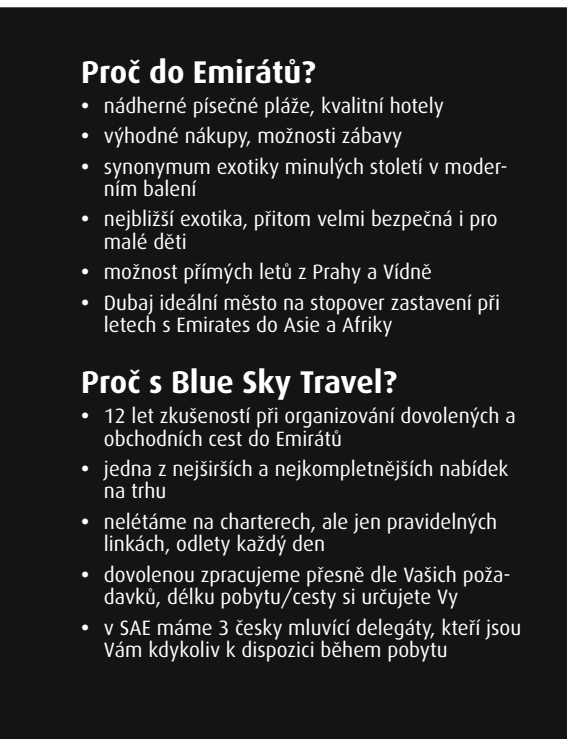 Proč do Emirátů?
• nádherné písečné pláže, kvalitní hotely
• výhodné nákupy, možnosti zábavy
• synonymum exotiky minulých století v moder-
ním balení
• nejbližší exotika, přitom velmi bezpečná i pro
malé děti
• možnost přímých letů z Prahy a Vídně
• Dubaj ideální město na stopover zastavení při
letech s Emirates do Asie a Afriky
Proč s Blue Sky Travel?
• 12 let zkušeností při organizování dovolených a
obchodních cest do Emirátů
• jedna z nejširších a nejkompletnějších nabídek
na trhu
• nelétáme na charterech, ale jen pravidelných
linkách, odlety každý den
• dovolenou zpracujeme přesně dle Vašich poža-
davků, délku pobytu/cesty si určujete Vy
• v SAE máme 3 česky mluvící delegáty, kteří jsou
Vám kdykoliv k dispozici během pobytu